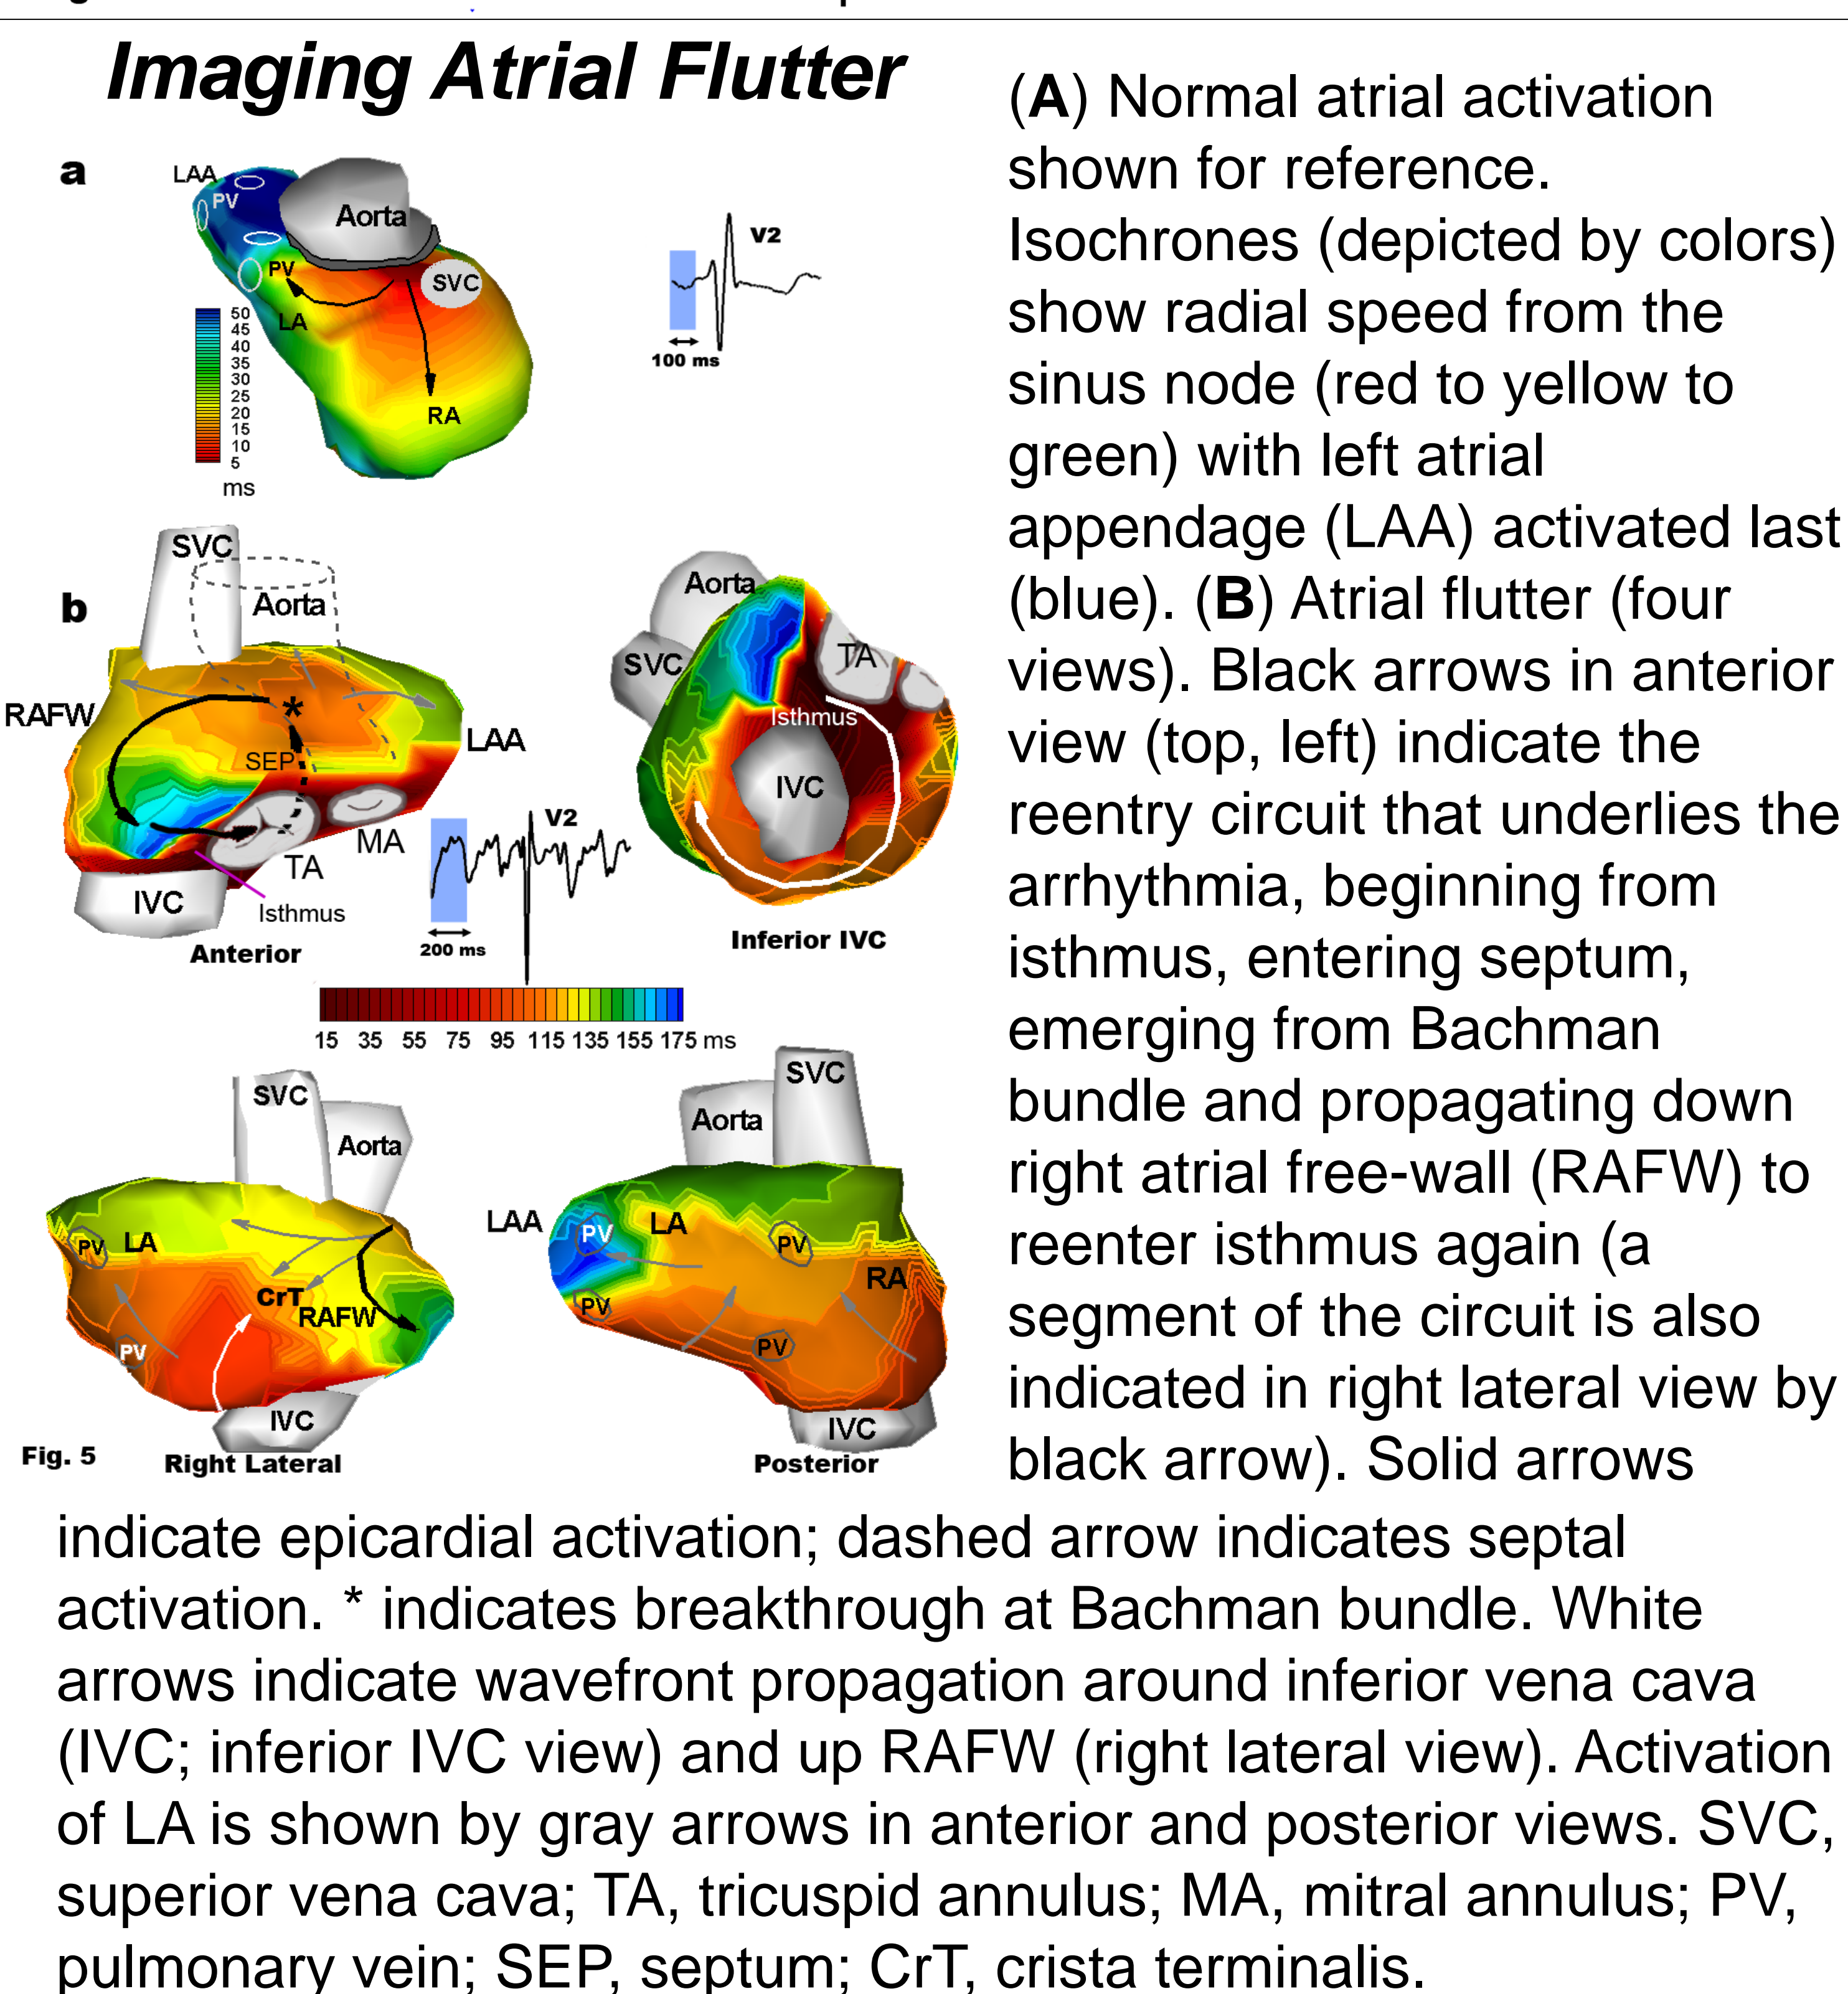 Imaging Atrial Flutter
a
LAA
PV
Aorta
PV
SVC
LA
RA
50
45
40
35
30
25
20
15
10
5
ms
V2
100 ms
b
SVC
Aorta
RAFW
*
SEP
LAA
MA
TA
IVC
Isthmus
Anterior
V2
200 ms
Aorta
SVC
TA
Isthmus
IVC
Inferior IVC
15 35 55 75 95 115 135 155 175 ms
SVC
Aorta
PV
LA
CrT
RAFW
PV
IVC
Fig. 5
Right Lateral
SVC
Aorta
LAA
PV
LA
PV
RA
PV
PV
IVC
Posterior
(A) Normal atrial activation
shown for reference.
Isochrones (depicted by colors)
show radial speed from the
sinus node (red to yellow to
green) with left atrial
appendage (LAA) activated last
(blue). (B) Atrial flutter (four
views). Black arrows in anterior
view (top, left) indicate the
reentry circuit that underlies the
arrhythmia, beginning from
isthmus, entering septum,
emerging from Bachman
bundle and propagating down
right atrial free-wall (RAFW) to
reenter isthmus again (a
segment of the circuit is also
indicated in right lateral view by
black arrow). Solid arrows
indicate epicardial activation; dashed arrow indicates septal
activation. * indicates breakthrough at Bachman bundle. White
arrows indicate wavefront propagation around inferior vena cava
(IVC; inferior IVC view) and up RAFW (right lateral view). Activation
of LA is shown by gray arrows in anterior and posterior views. SVC,
superior vena cava; TA, tricuspid annulus; MA, mitral annulus; PV,
pulmonary vein; SEP, septum; CrT, crista terminalis.